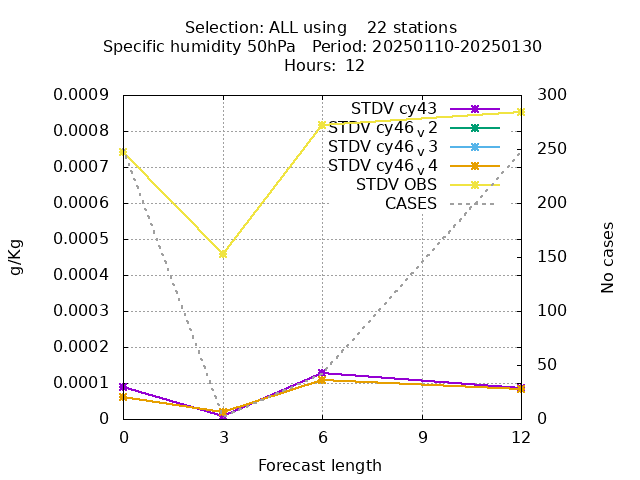 Selection: ALL using    22 stations
Specific humidity 50hPa   Period: 20250110-20250130
Hours: 12
0.0009
0.0008
0.0007
0.0006
0.0005
0.0004
0.0003
0.0002
0.0001
0
g/Kg
STDV cy43
STDV cy46v2
STDV cy46v3
STDV cy46v4
STDV OBS
CASES
300
250
200
150
100
50
0
No cases
0 3 6 9 12
Forecast length